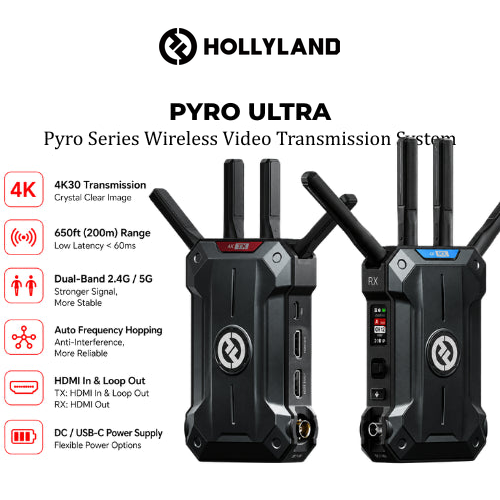 HOLLYLAND
PYRO ULTRA
Pyro Series Wireless Video Transmission System
4K
4K30 Transmission
Crystal Clear Image
650ft (200m) Range
Low Latency < 60ms
Dual-Band 2.4G / 5G
Stronger Signal,
More Stable
Auto Frequency Hopping
Anti-Interference,
More Reliable
HDMI In & Loop Out
TX: HDMI In & Loop Out
RX: HDMI Out
DC / USB-C Power Supply
Flexible Power Options
4K TX
RX